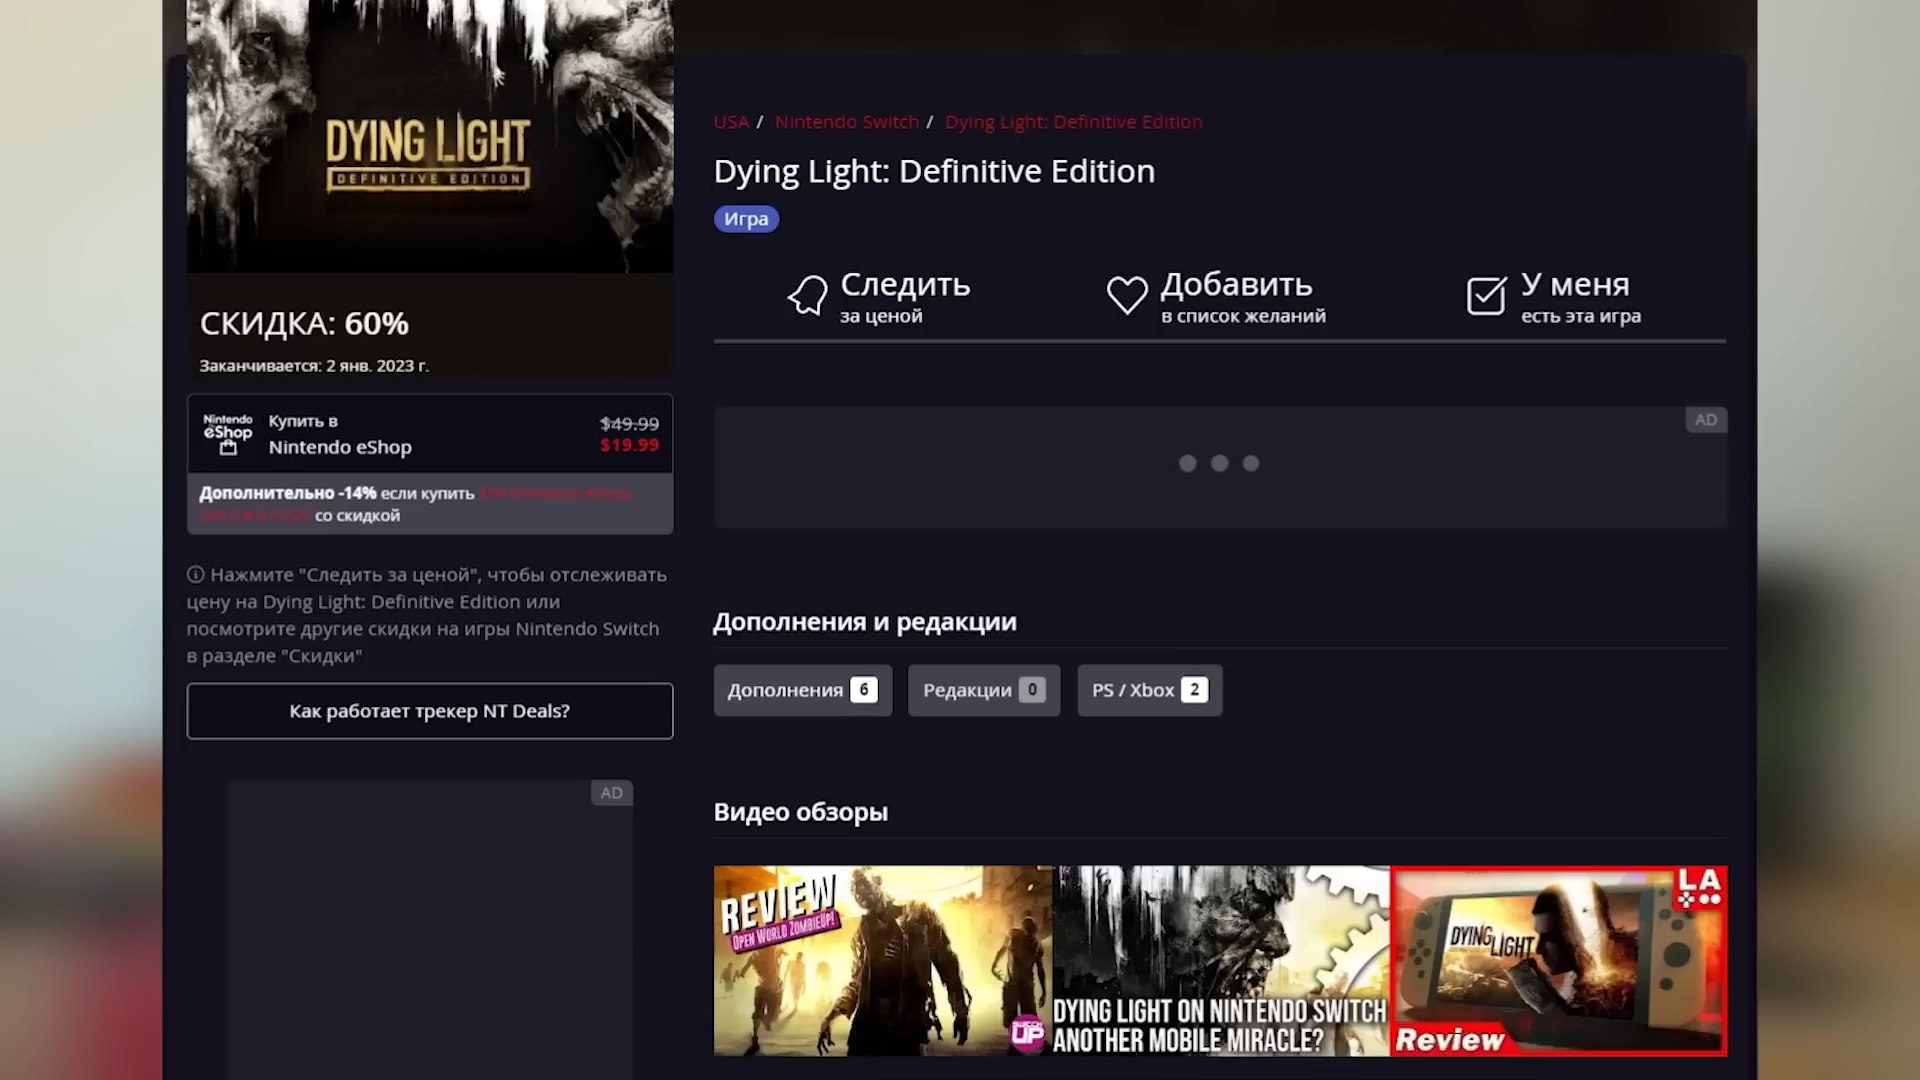 DYING LIGHT
DEFINITIVE EDITION
СКИДКА: 60%
Заканчивается: 2 янв. 2023 г.
Nintendo
eShop
Купить в
Nintendo eShop
$49.99
$19.99
Дополнительно -14% если купить
со скидкой
Нажмите "Следить за ценой", чтобы отслеживать
цену на Dying Light: Definitive Edition или
посмотрите другие скидки на игры Nintendo Switch
в разделе "Скидки"
Как работает трекер NT Deals?
AD
USA / Nintendo Switch / Dying Light: Definitive Edition
Dying Light: Definitive Edition
Игра
Следить
за ценой
Добавить
в список желаний
У меня
есть эта игра
AD
Дополнения и редакции
Дополнения 6
Редакции 0
PS / Xbox 2
Видео обзоры
REVIEW
OPEN WORLD ZOMBIEUP!
SWITCH
UP
DYING LIGHT ON NINTENDO SWITCH
ANOTHER MOBILE MIRACLE?
LA
DYING
LIGHT
Review